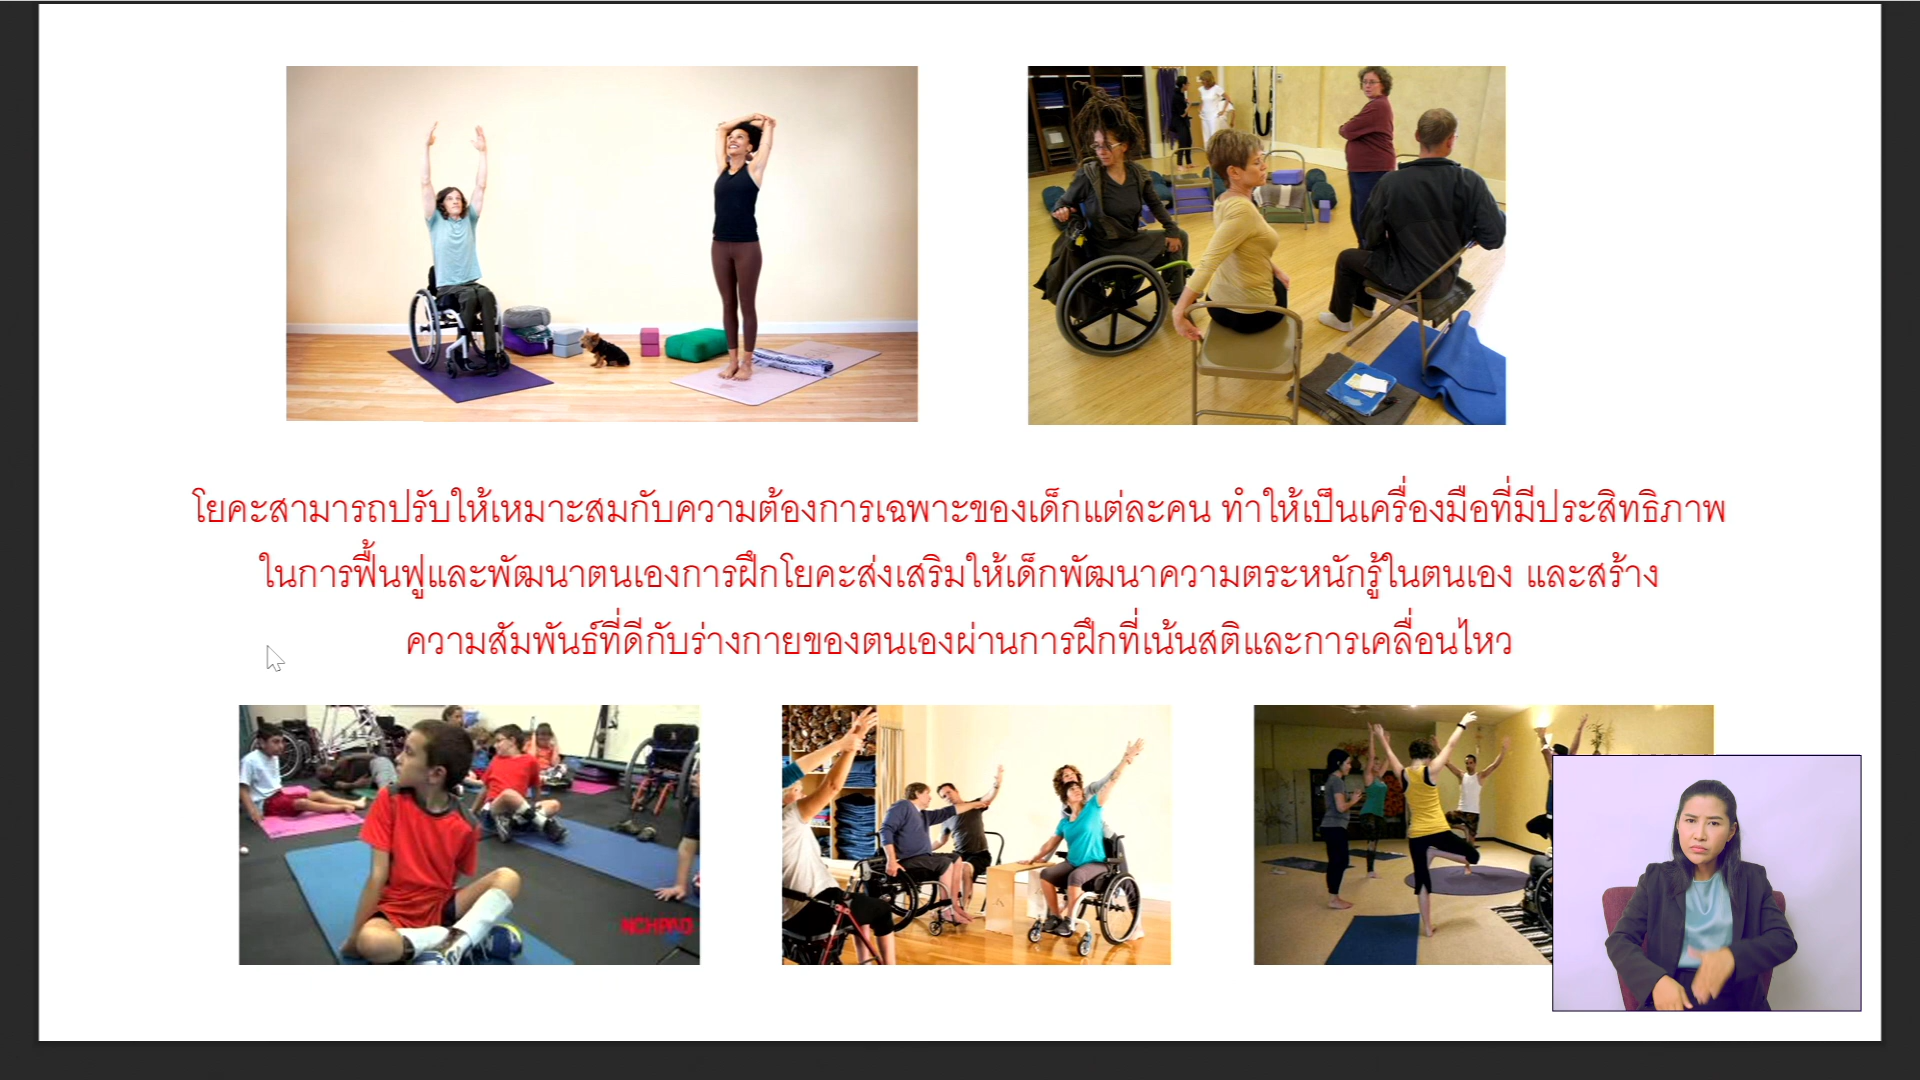 โยคะสามารถปรับให้เหมาะสมกับความต้องการเฉพาะของเด็กแต่ละคน ทำให้เป็นเครื่องมือที่มีประสิทธิภาพ
ในการฟื้นฟูและพัฒนาตนเองการฝึกโยคะส่งเสริมให้เด็กพัฒนาความตระหนักรู้ในตนเอง และสร้าง
ความสัมพันธ์ที่ดีกับร่างกายของตนเองผ่านการฝึกที่เน้นสติและการเคลื่อนไหว
NCHPAD